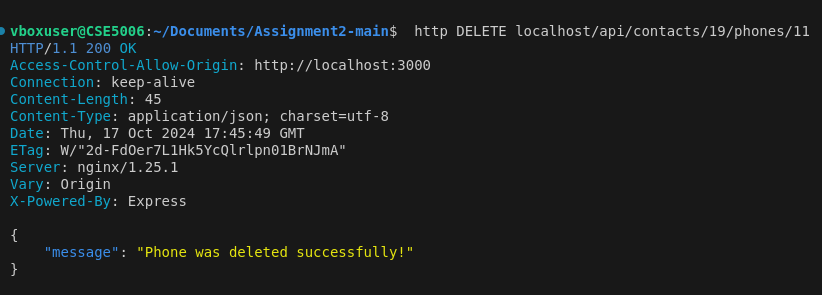 vboxuser@CSE5006:~/Documents/Assignment2-main$  http DELETE localhost/api/contacts/19/phones/11
HTTP/1.1 200 OK
Access-Control-Allow-Origin: http://localhost:3000
Connection: keep-alive
Content-Length: 45
Content-Type: application/json; charset=utf-8
Date: Thu, 17 Oct 2024 17:45:49 GMT
ETag: W/"2d-FdOer7L1Hk5YcQlrlpn01BrNJmA"
Server: nginx/1.25.1
Vary: Origin
X-Powered-By: Express
{
    "message": "Phone was deleted successfully!"
}